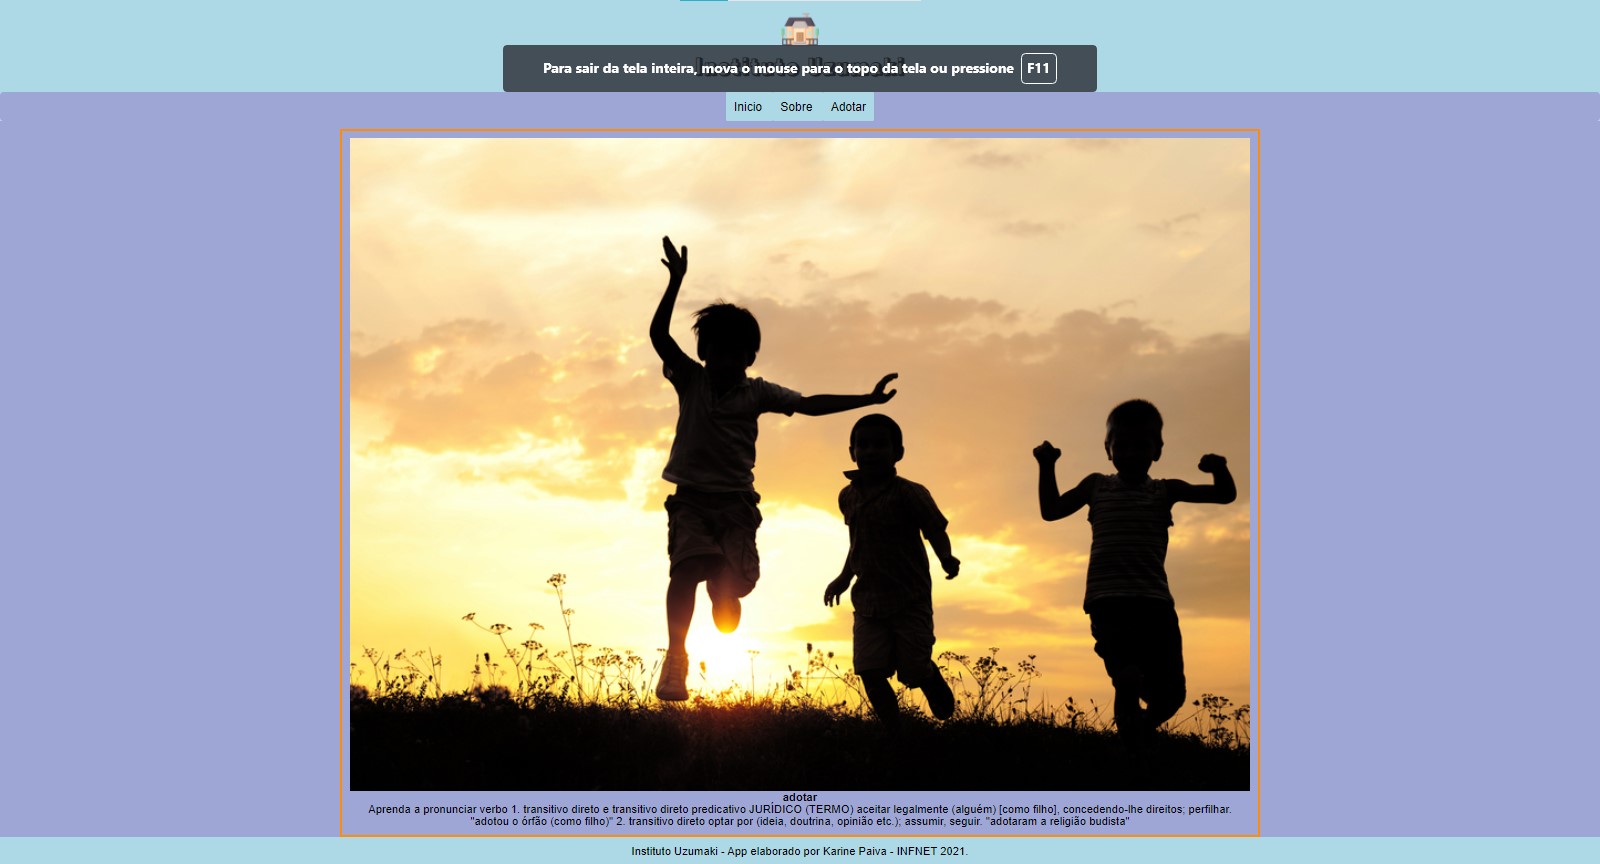 Para sair da tela inteira, mova o mouse para o topo da tela ou pressione F11
Inicio Sobre Adotar
adotar
Aprenda a pronunciar verbo 1. transitivo direto e transitivo direto predicativo JURÍDICO (TERMO) aceitar legalmente (alguém) [como filho], concedendo-lhe direitos; perfilhar.
"adotou o órfão (como filho)" 2. transitivo direto optar por (ideia, doutrina, opinião etc.); assumir, seguir. "adotaram a religião budista"
Instituto Uzumaki - App elaborado por Karine Paiva - INFNET 2021.